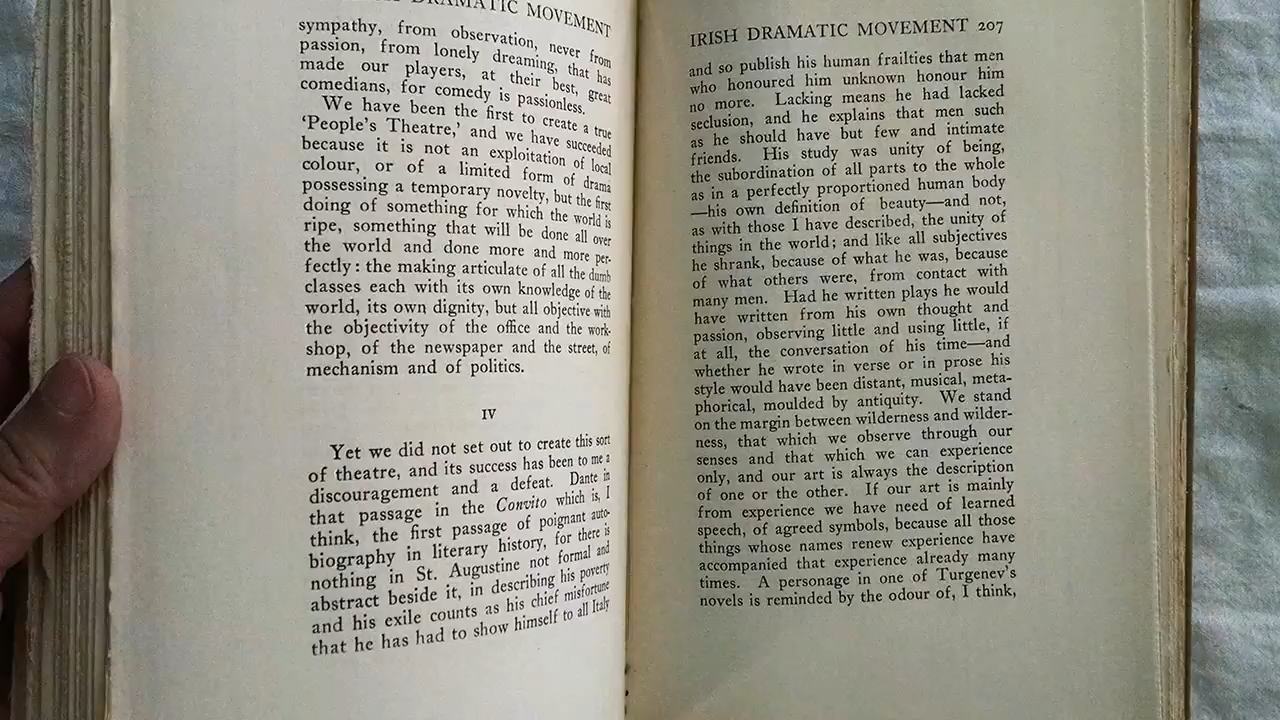 DRAMATIC MOVEMENT
sympathy, from observation, never from
passion, from lonely dreaming, that has
made our players, at their best, great
comedians, for comedy is passionless.
We have been the first to create a true
‘People's Theatre,’ and we have succeeded
because it is not an exploitation of local
colour, or of a limited form of drama
possessing a temporary novelty, but the first
doing of something for which the world is
ripe, something that will be done all over
the world and done more and more per-
fectly: the making articulate of all the dumb
classes each with its own knowledge of the
world, its own dignity, but all objective with
the objectivity of the office and the work-
shop, of the newspaper and the street, of
mechanism and of politics.
IV
Yet we did not set out to create this sort
of theatre, and its success has been to me a
discouragement and a defeat. Dante in
that passage in the Convito which is, I
think, the first passage of poignant auto-
biography in literary history, for there is
nothing in St. Augustine not formal and
abstract beside it, in describing his poverty
and his exile counts as his chief misfortune
that he has had to show himself to all Italy
IRISH DRAMATIC MOVEMENT 207
and so publish his human frailties that men
who honoured him unknown honour him
no more. Lacking means he had lacked
seclusion, and he explains that men such
as he should have but few and intimate
friends. His study was unity of being,
the subordination of all parts to the whole
as in a perfectly proportioned human body
—his own definition of beauty—and not,
as with those I have described, the unity of
things in the world; and like all subjectives
he shrank, because of what he was, because
of what others were, from contact with
many men. Had he written plays he would
have written from his own thought and
passion, observing little and using little, if
at all, the conversation of his time—and
whether he wrote in verse or in prose his
style would have been distant, musical, meta-
phorical, moulded by antiquity. We stand
on the margin between wilderness and wilder-
ness, that which we observe through our
senses and that which we can experience
only, and our art is always the description
of one or the other. If our art is mainly
from experience we have need of learned
speech, of agreed symbols, because all those
things whose names renew experience have
accompanied that experience already many
times. A personage in one of Turgenev's
novels is reminded by the odour of, I think,